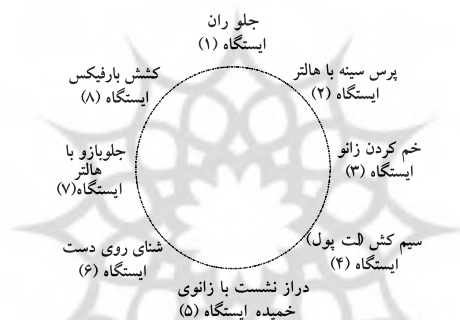 جلو ران
ایستگاه (۱)
پرس سینه با هالتر
ایستگاه (۲)
خم کردن زانو
ایستگاه (۳)
سیم کش (لت پول)
ایستگاه (۴)
دراز نشست با زانوی
خمیده ایستگاه (۵)
شنای روی دست
ایستگاه (۶)
جلوبازو با
هالتر
ایستگاه(۷)
کشش بارفیکس
ایستگاه (۸)